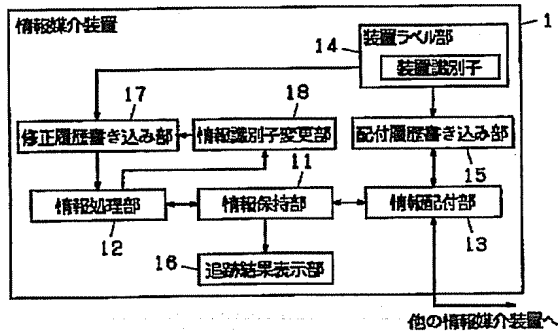 情報媒介装置
1
14
装置ラベル部
装置識別子
17
18
修正履歴書き込み部
情報識別子変更部
配付履歴書き込み部
11
15
情報処理部
情報保持部
情報配付部
12
13
16
追跡結果表示部
他の情報媒介装置へ